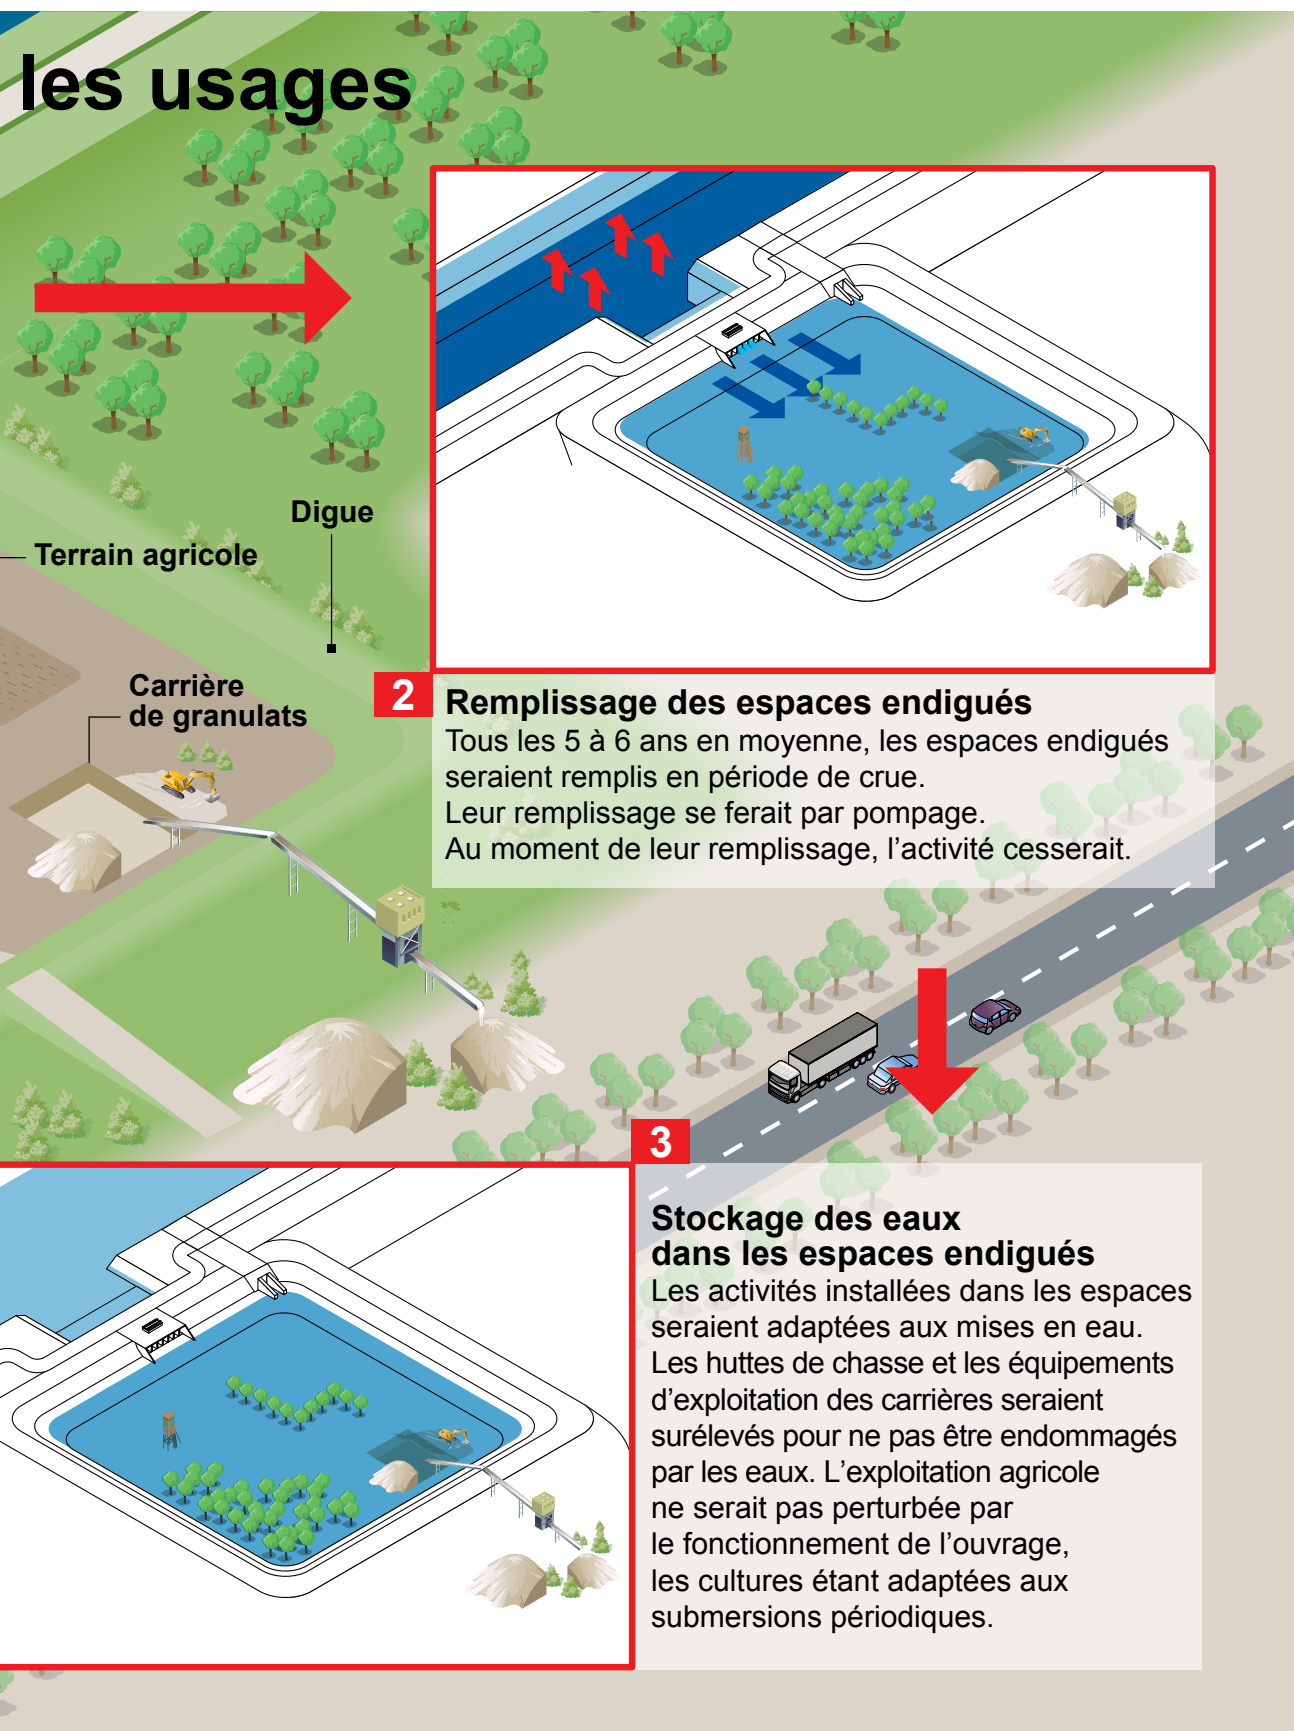 les usages
Digue
Terrain agricole
Carrière
de granulats
2
Remplissage des espaces endigués
Tous les 5 à 6 ans en moyenne, les espaces endigués
seraient remplis en période de crue.
Leur remplissage se ferait par pompage.
Au moment de leur remplissage, l’activité cesserait.
3
Stockage des eaux
dans les espaces endigués
Les activités installées dans les espaces
seraient adaptées aux mises en eau.
Les huttes de chasse et les équipements
d’exploitation des carrières seraient
surélevés pour ne pas être endommagés
par les eaux. L’exploitation agricole
ne serait pas perturbée par
le fonctionnement de l’ouvrage,
les cultures étant adaptées aux
submersions périodiques.